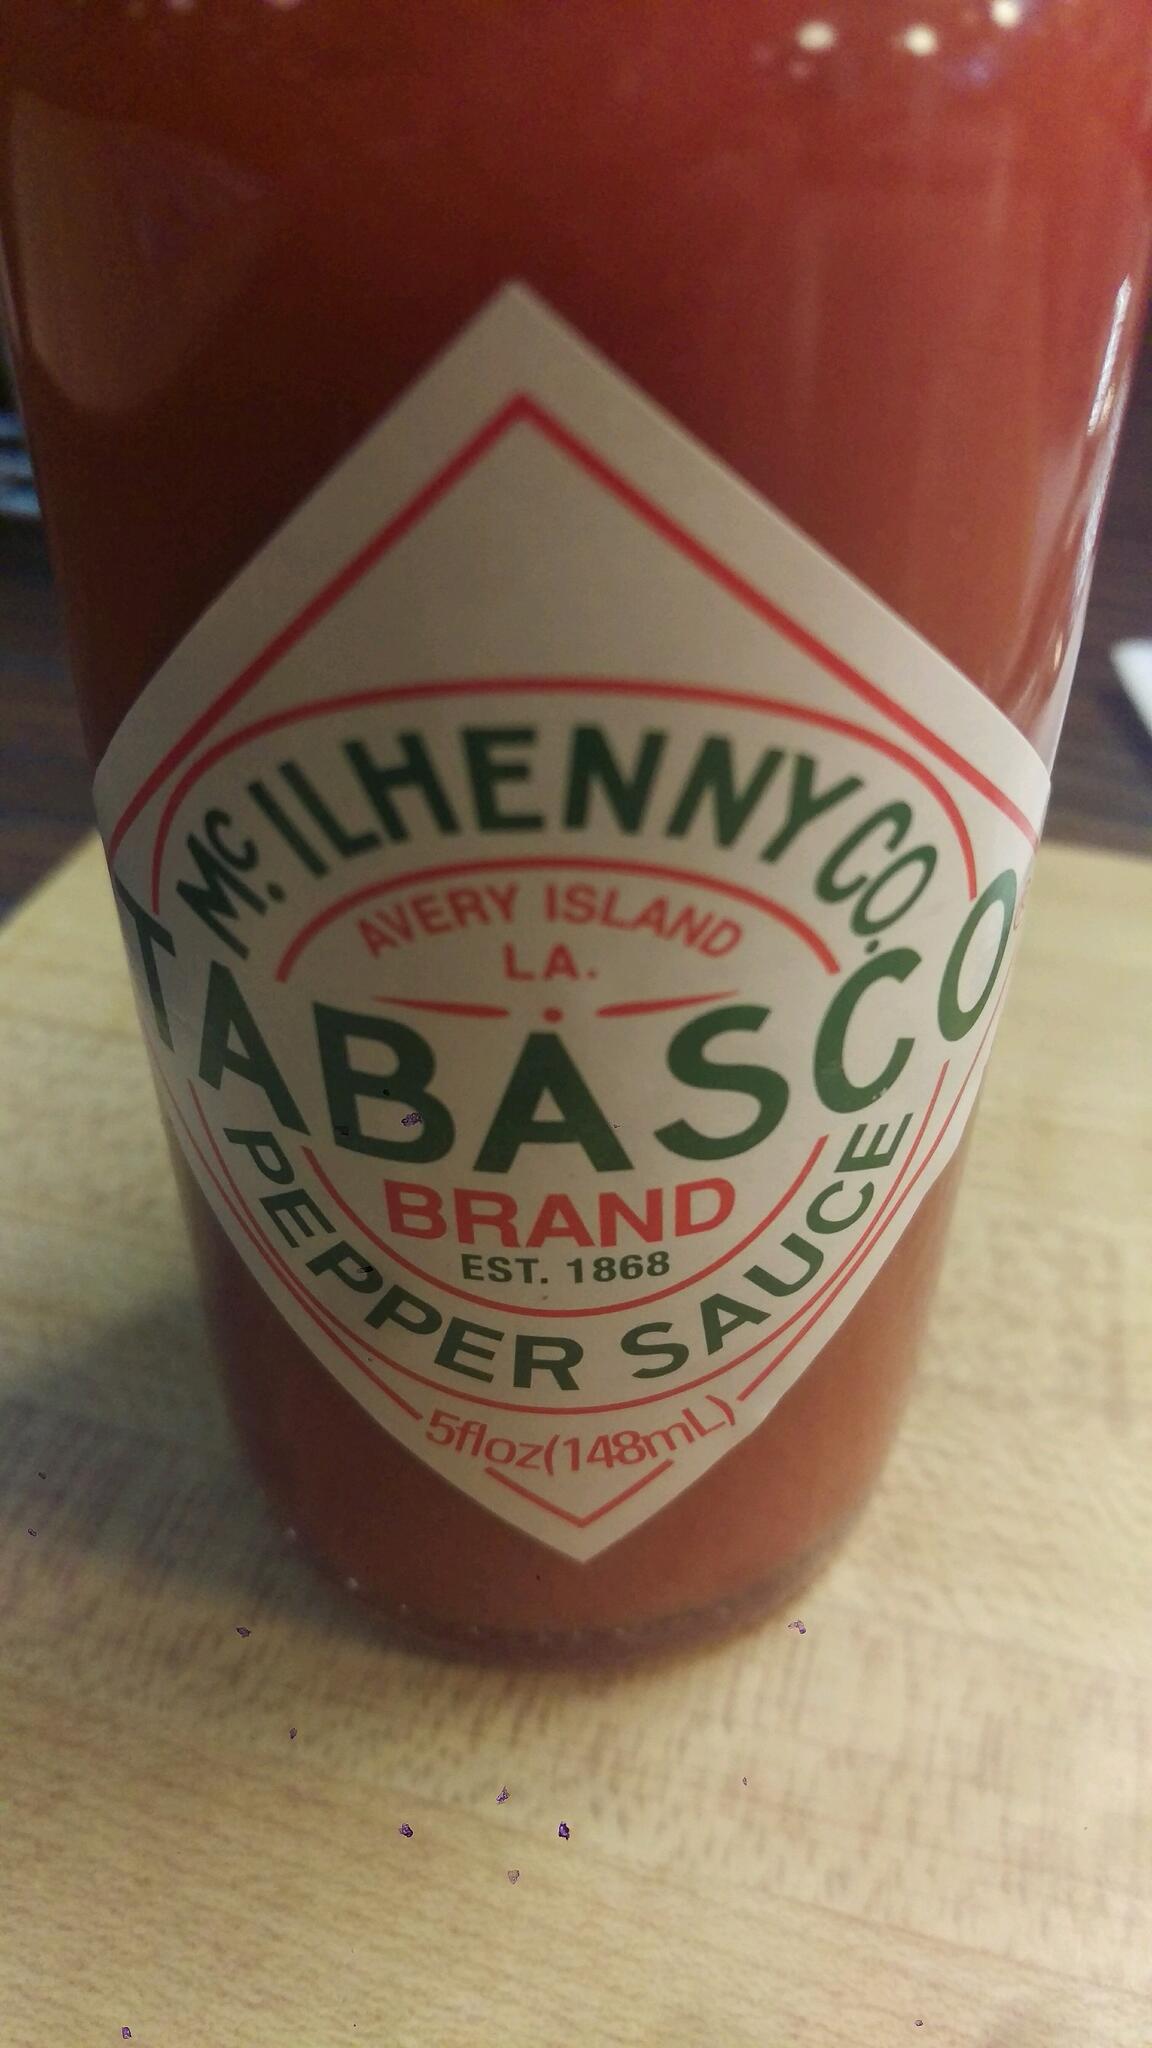 McILHENNY CO.
AVERY ISLAND
LA.
TABASCO
BRAND
EST. 1868
PEPPER SAUCE
5floz(148mL)